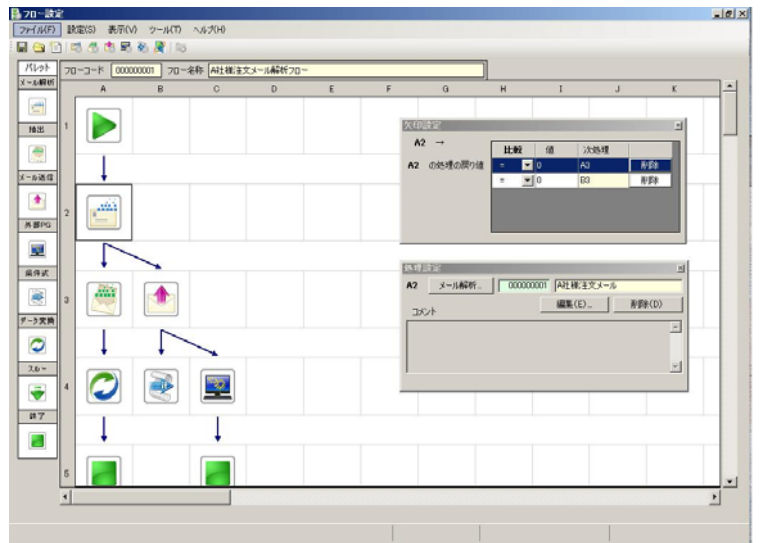 フロー設定
ファイル(F) 設定(S) 表示(V) ツール(T) ヘルプ(H)
パレット
フローコード 000000001 フロー名称 A社様注文メール解析フロー
メール解析
A B C D E F G H I J K
抽出
メール送信
外部PG
条件式
データ変換
スルー
終了
1
2
3
4
5
矢印設定
A2 →
A2 の処理の戻り値
比較 値 次処理
= 0 A3 削除
= 0 B3 削除
処理設定
A2 メール解析... 000000001 A社様注文メール
編集(E)... 削除(D)
コメント